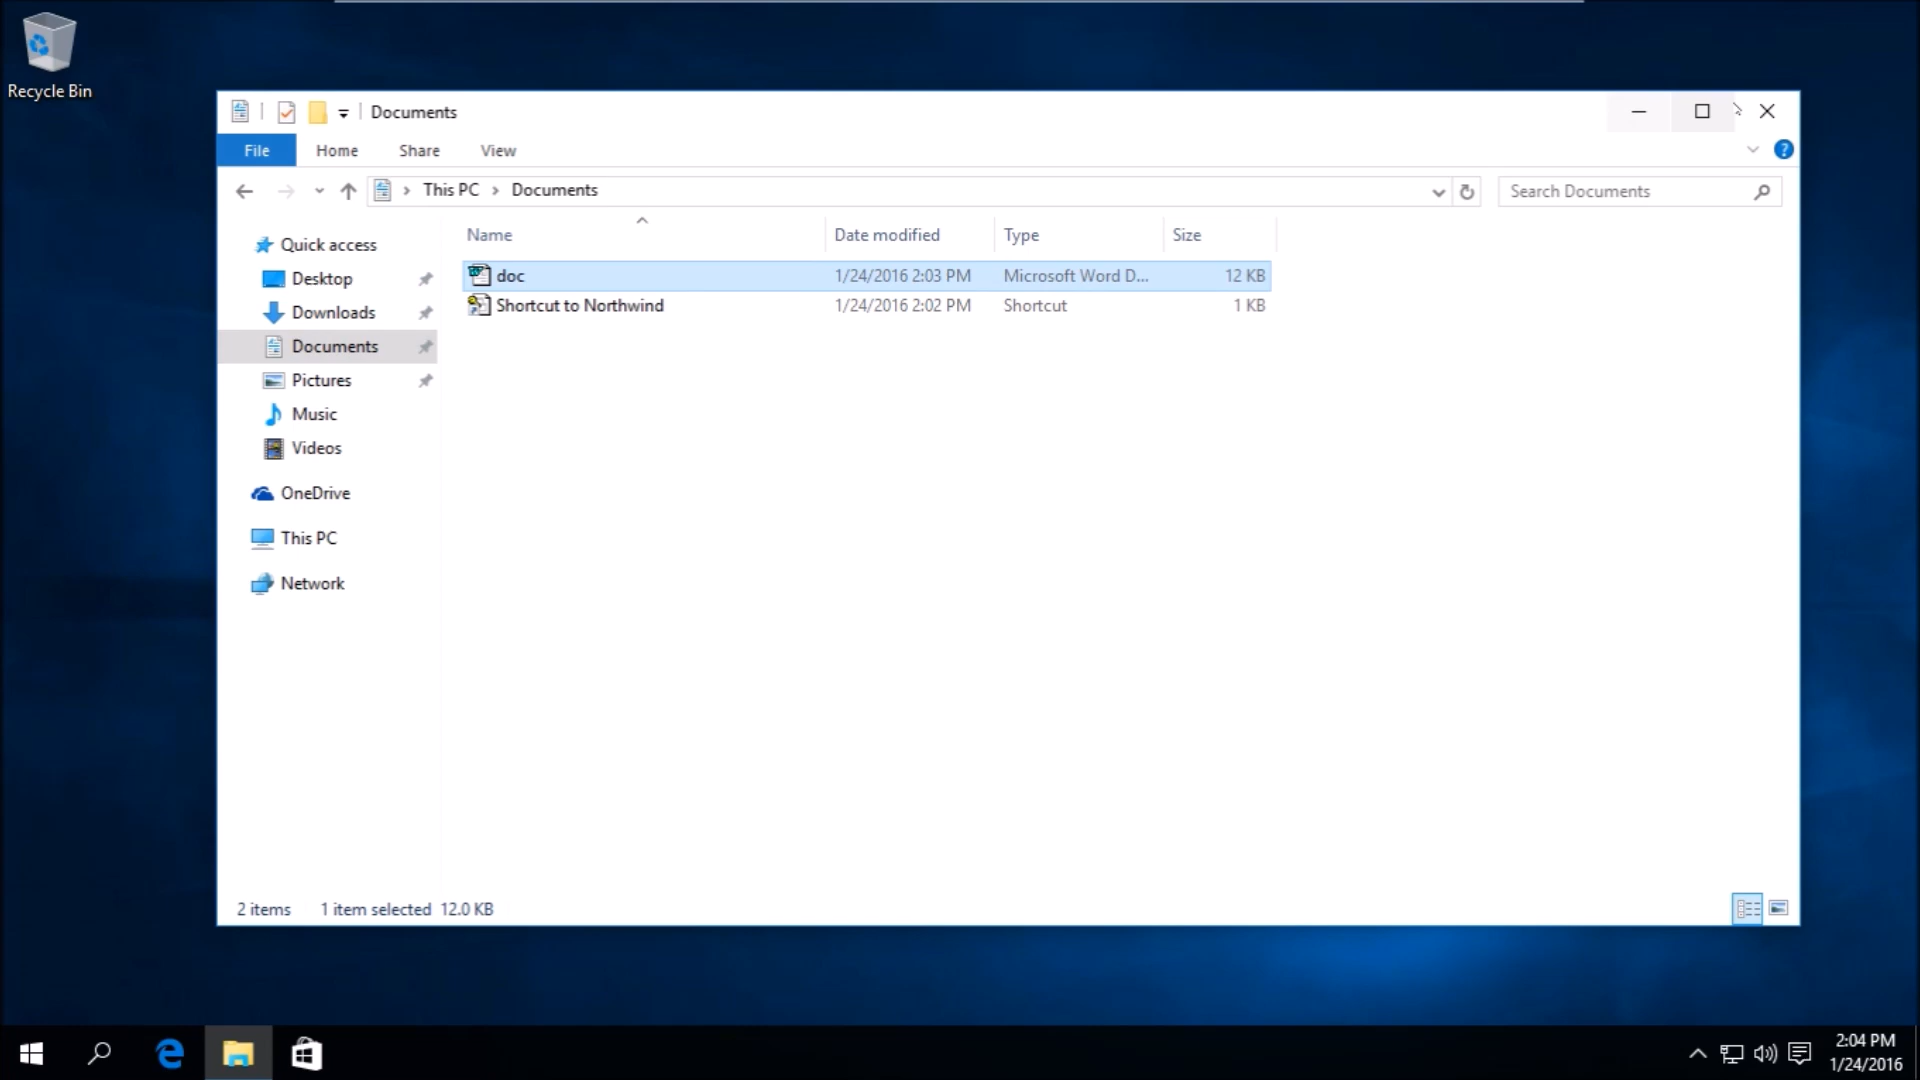 Recycle Bin
Documents
File Home Share View
This PC Documents
Search Documents
Name Date modified Type Size
Quick access
Desktop
Downloads
Documents
Pictures
Music
Videos
OneDrive
This PC
Network
doc 1/24/2016 2:03 PM Microsoft Word D... 12 KB
Shortcut to Northwind 1/24/2016 2:02 PM Shortcut 1 KB
2 items 1 item selected 12.0 KB
2:04 PM
1/24/2016